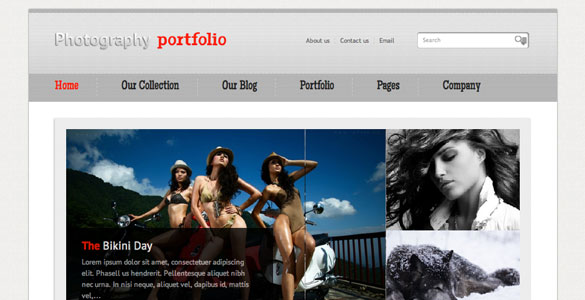 Photography portfolio
About us
Contact us
Email
Search
Home
Our Collection
Our Blog
Portfolio
Pages
Company
The Bikini Day
Lorem ipsum dolor sit amet, consectetuer adipiscing
elit. Phasell us hendrerit. Pellentesque aliquet nibh
nec urna. In nisi neque, aliquet vel, dapibus id, mattis
vel,...